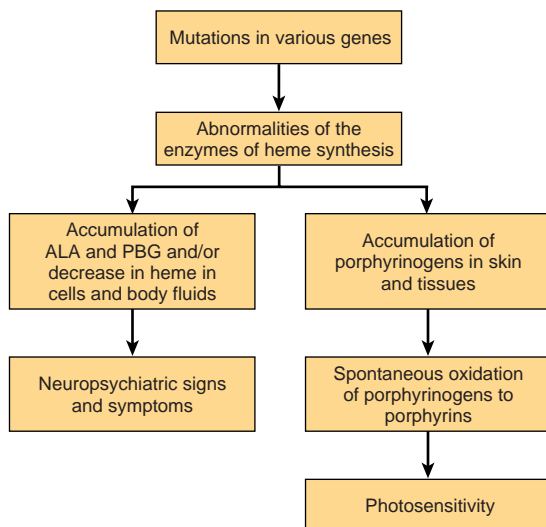 Mutations in various genes
Abnormalities of the
enzymes of heme synthesis
Accumulation of
ALA and PBG and/or
decrease in heme in
cells and body fluids
Accumulation of
porphyrinogens in skin
and tissues
Neuropsychiatric signs
and symptoms
Spontaneous oxidation
of porphyrinogens to
porphyrins
Photosensitivity